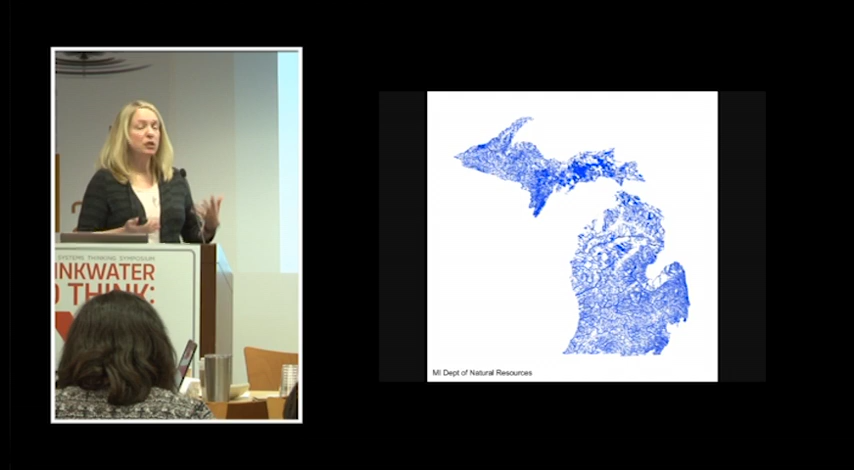 SYSTEMS THINKING SYMPOSIUM
INKWATER
O THINK:
MI Dept of Natural Resources